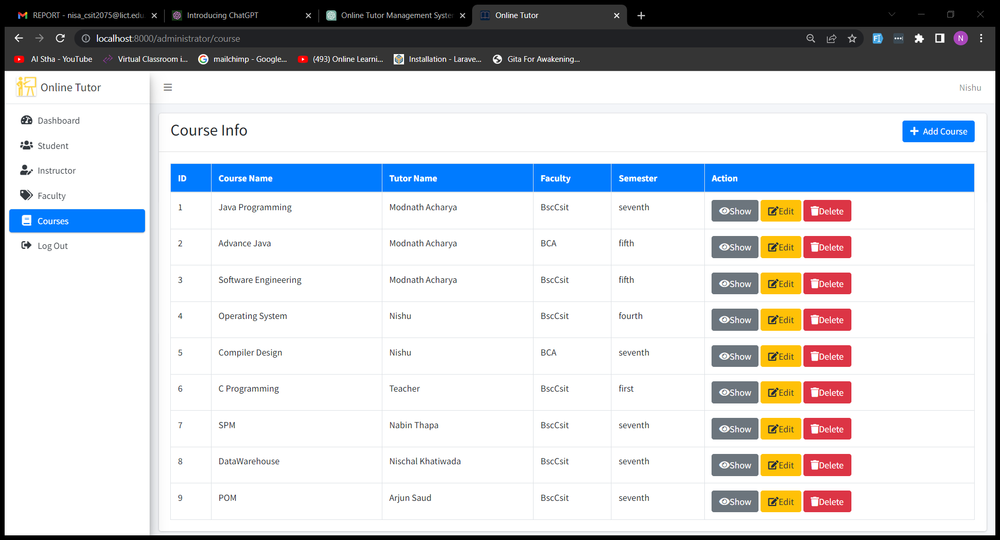 REPORT - nisa_csit2075@lict.edu. Introducing ChatGPT Online Tutor Management Syste Online Tutor
localhost:8000/administrator/course N
Al Stha - YouTube Virtual Classroom i... mailchimp - Google... (493) Online Learni... Installation - Larave... Gita For Awakening...
Online Tutor Nishu
Dashboard
Student
Instructor
Faculty
Courses
Log Out
Course Info Add Course
ID Course Name Tutor Name Faculty Semester Action
1 Java Programming Modnath Acharya BscCsit seventh Show Edit Delete
2 Advance Java Modnath Acharya BCA fifth Show Edit Delete
3 Software Engineering Modnath Acharya BscCsit fifth Show Edit Delete
4 Operating System Nishu BscCsit fourth Show Edit Delete
5 Compiler Design Nishu BCA seventh Show Edit Delete
6 C Programming Teacher BscCsit first Show Edit Delete
7 SPM Nabin Thapa BscCsit seventh Show Edit Delete
8 DataWarehouse Nischal Khatiwada BscCsit seventh Show Edit Delete
9 POM Arjun Saud BscCsit seventh Show Edit Delete